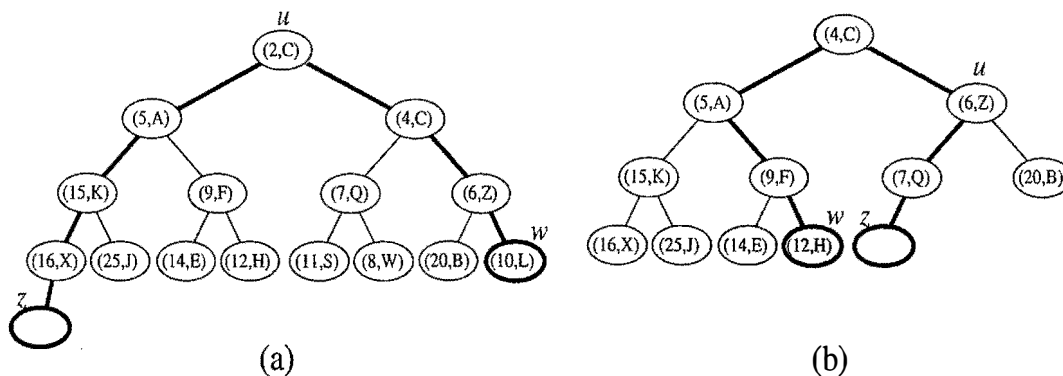 u
(2,C)
(5,A)
(4,C)
(15,K)
(9,F)
(7,Q)
(6,Z)
w
(16,X)
(25,J)
(14,E)
(12,H)
(11,S)
(8,W)
(20,B)
(10,L)
z
(a)
(4,C)
u
(5,A)
(6,Z)
(15,K)
(9,F)
(7,Q)
(20,B)
w
z
(16,X)
(25,J)
(14,E)
(12,H)
(b)